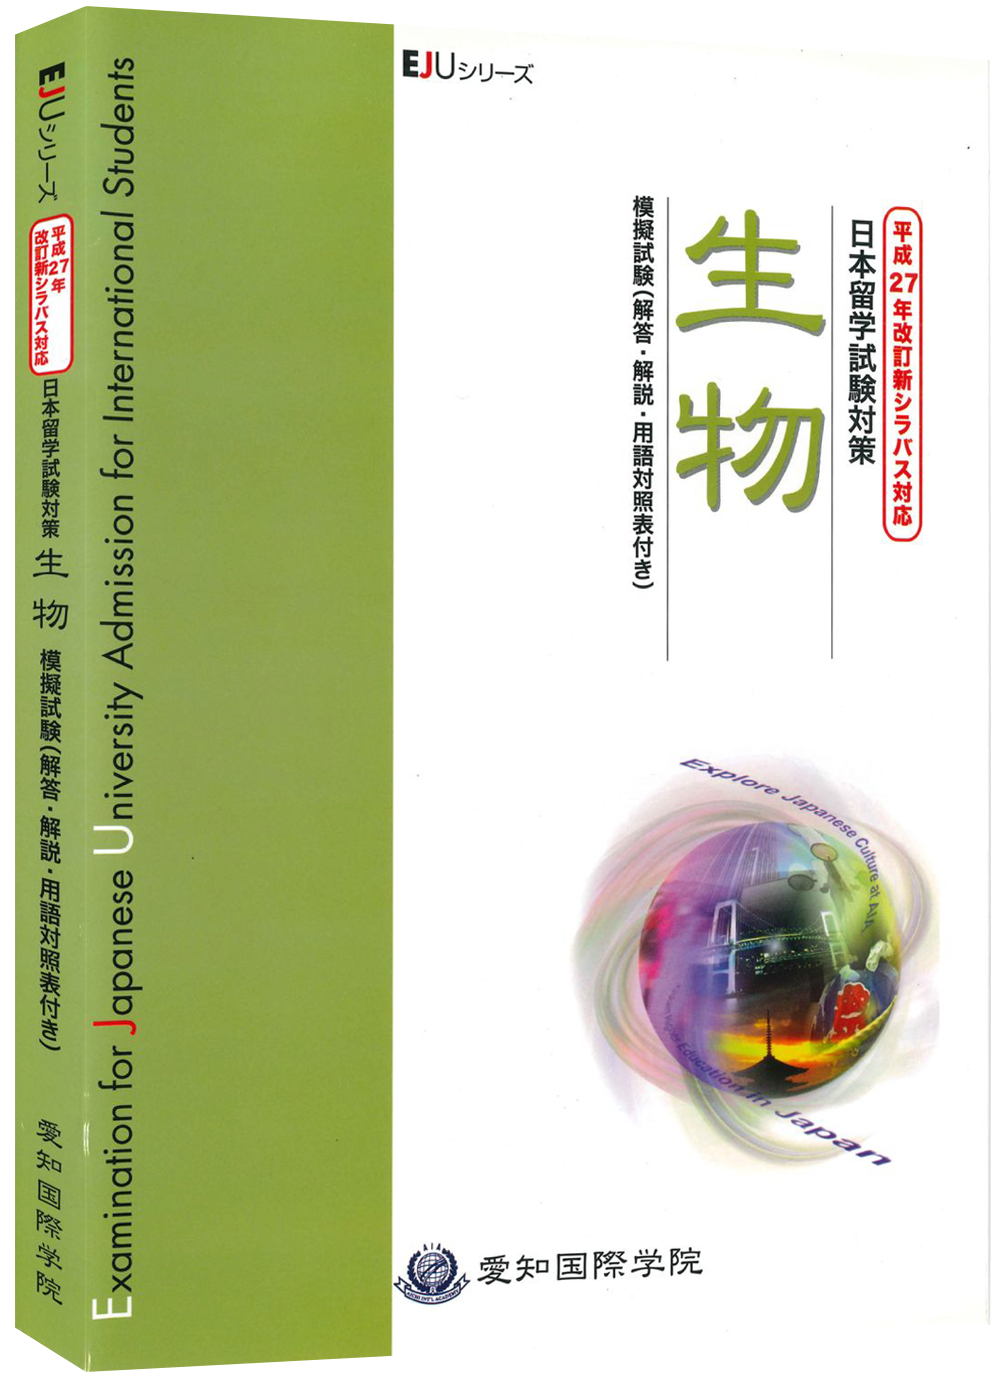 EJUシリーズ
平成27年
改訂新シラバス対応
日本留学試験対策
生物
模擬試験(解答・解説・用語対照表付き)
愛知国際学院
Examination for Japanese University Admission for International Students
EJUシリーズ
平成27年改訂新シラバス対応
日本留学試験対策
生物
模擬試験(解答・解説・用語対照表付き)
Explore Japanese Culture at AIA
Higher Education in Japan
祭
AIA
AICHI INT'L ACADEMY
愛知国際学院